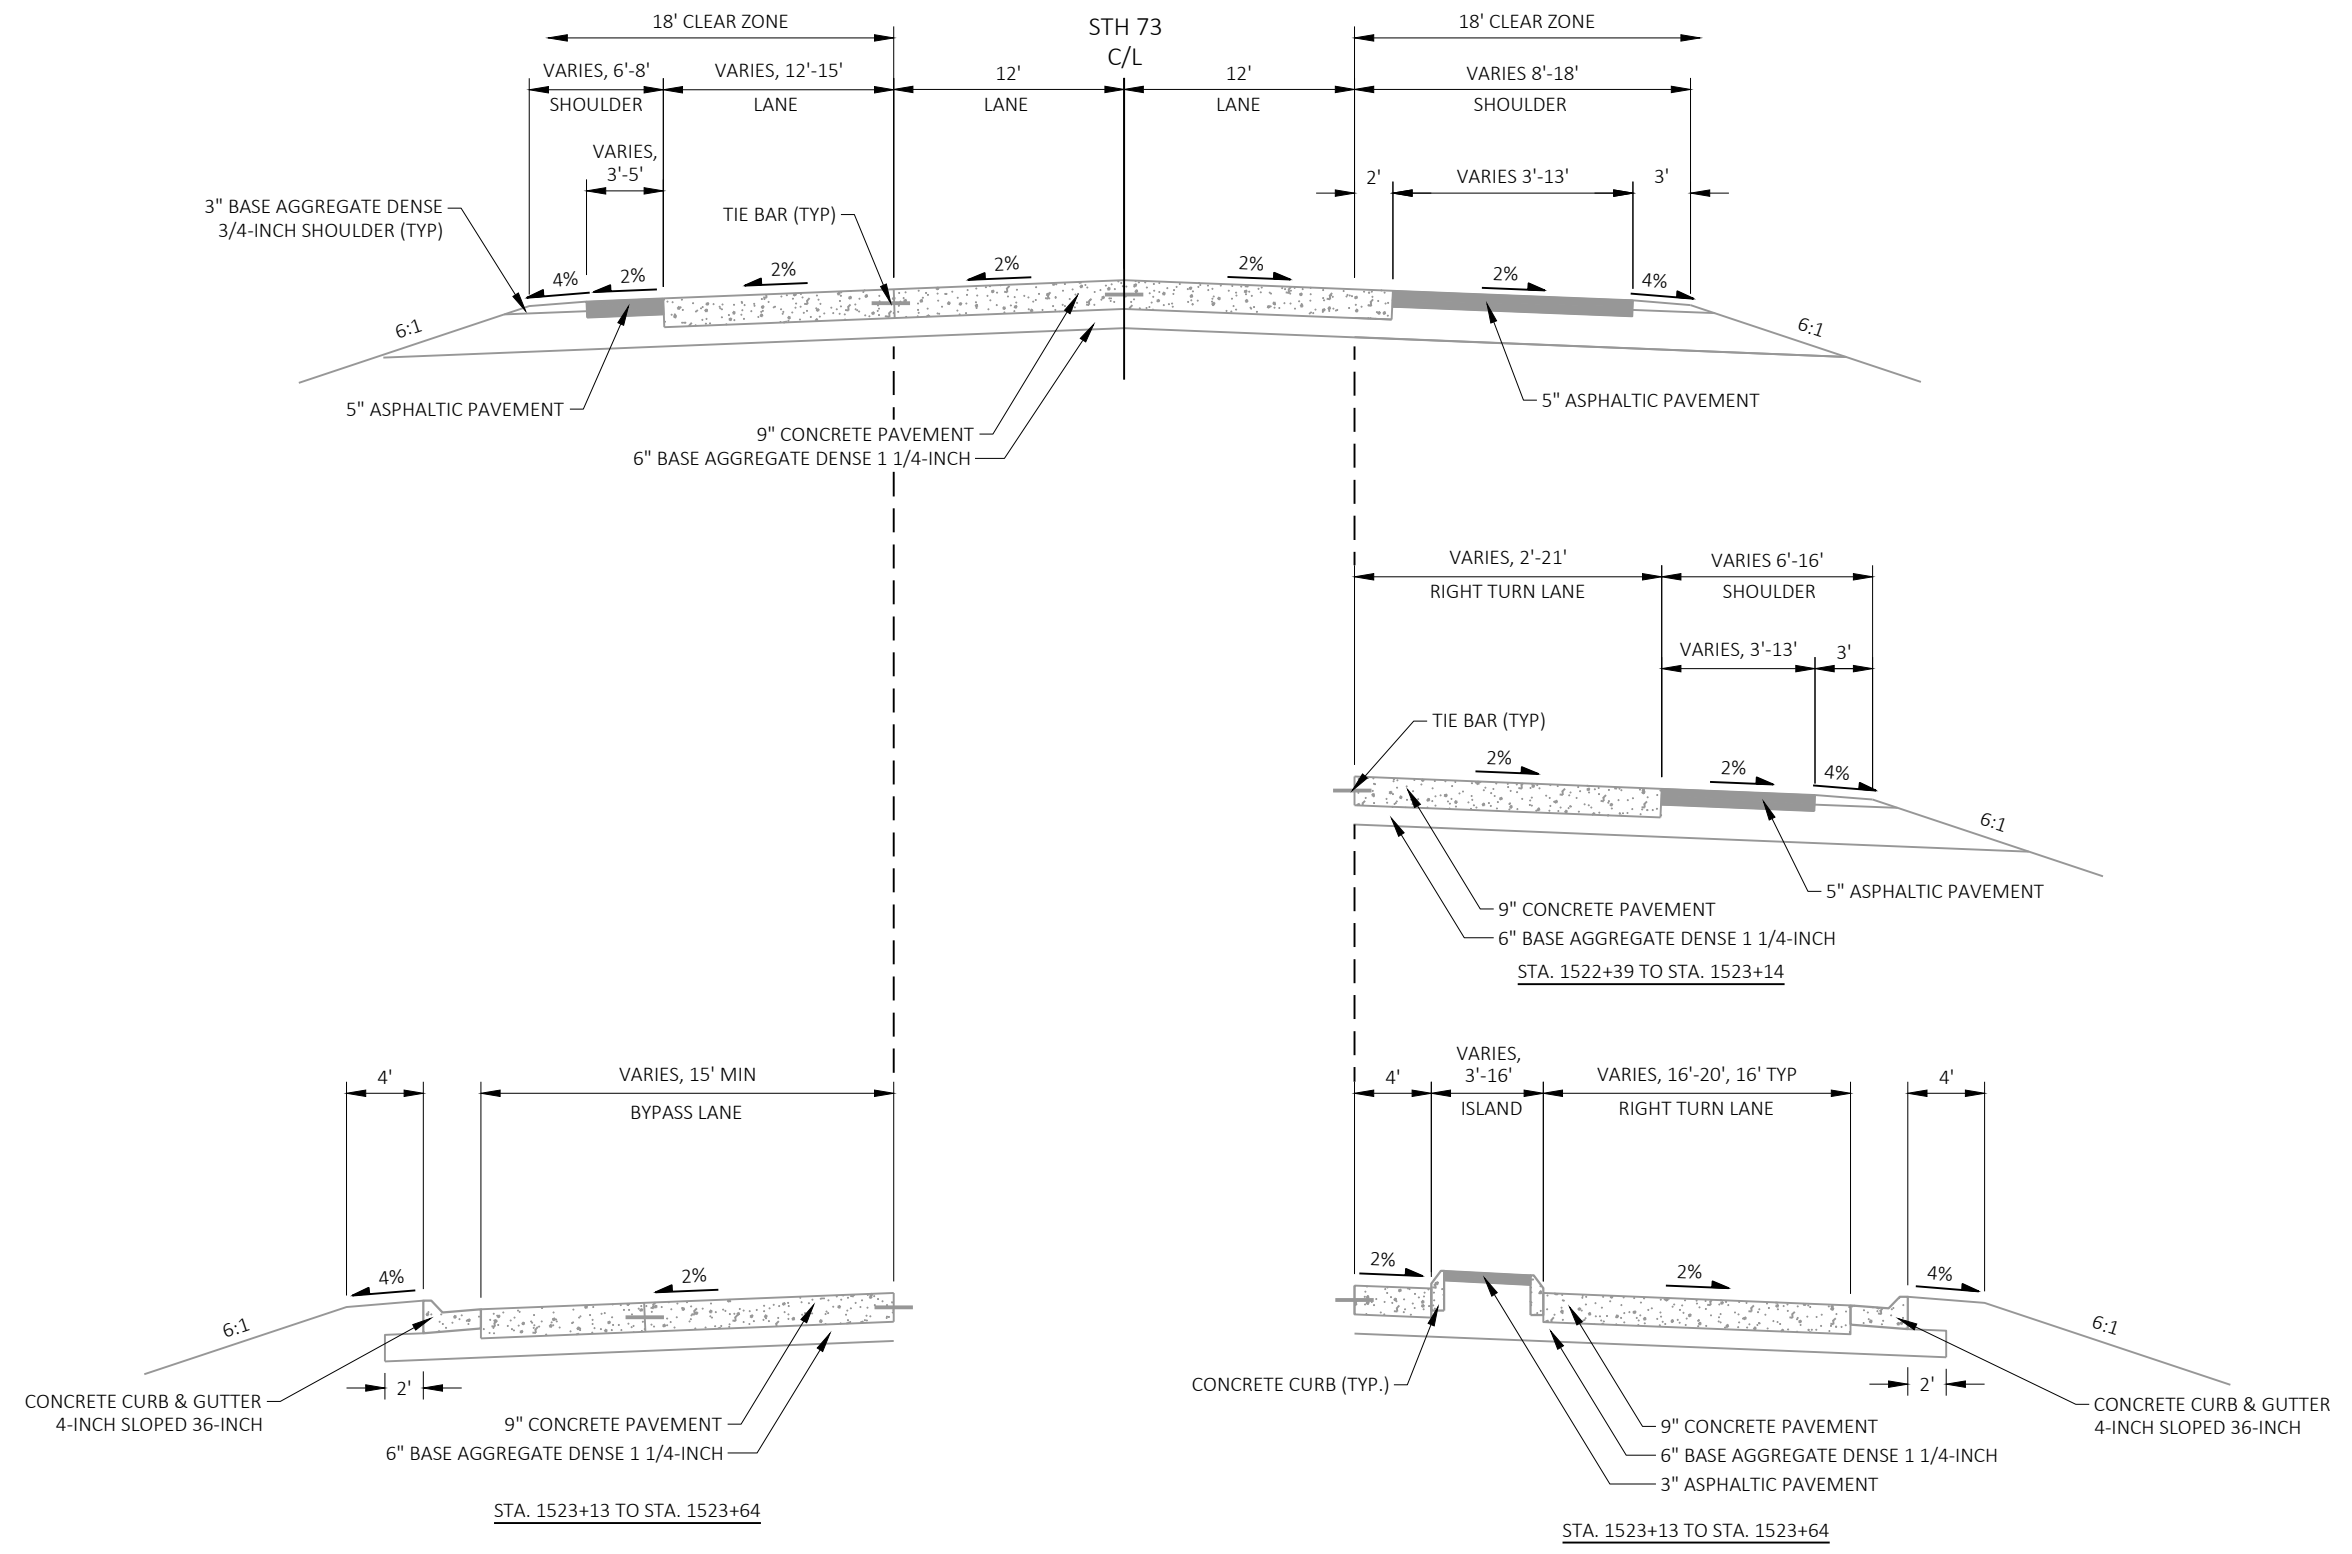 18' CLEAR ZONE
STH 73
C/L
18' CLEAR ZONE
VARIES, 6'-8'
SHOULDER
VARIES, 12'-15'
LANE
12'
LANE
12'
LANE
VARIES 8'-18'
SHOULDER
VARIES,
3'-5'
2'
VARIES 3'-13'
3'
3" BASE AGGREGATE DENSE
3/4-INCH SHOULDER (TYP)
TIE BAR (TYP)
4%
2%
2%
2%
2%
2%
4%
6:1
6:1
5" ASPHALTIC PAVEMENT
9" CONCRETE PAVEMENT
6" BASE AGGREGATE DENSE 1 1/4-INCH
5" ASPHALTIC PAVEMENT
VARIES, 2'-21'
RIGHT TURN LANE
VARIES 6'-16'
SHOULDER
VARIES, 3'-13'
3'
TIE BAR (TYP)
2%
2%
4%
6:1
5" ASPHALTIC PAVEMENT
9" CONCRETE PAVEMENT
6" BASE AGGREGATE DENSE 1 1/4-INCH
STA. 1522+39 TO STA. 1523+14
4'
VARIES, 15' MIN
BYPASS LANE
4%
2%
6:1
CONCRETE CURB & GUTTER
4-INCH SLOPED 36-INCH
2'
9" CONCRETE PAVEMENT
6" BASE AGGREGATE DENSE 1 1/4-INCH
STA. 1523+13 TO STA. 1523+64
4'
VARIES,
3'-16'
ISLAND
VARIES, 16'-20', 16' TYP
RIGHT TURN LANE
4'
2%
2%
4%
6:1
CONCRETE CURB (TYP.)
2'
CONCRETE CURB & GUTTER
4-INCH SLOPED 36-INCH
9" CONCRETE PAVEMENT
6" BASE AGGREGATE DENSE 1 1/4-INCH
3" ASPHALTIC PAVEMENT
STA. 1523+13 TO STA. 1523+64